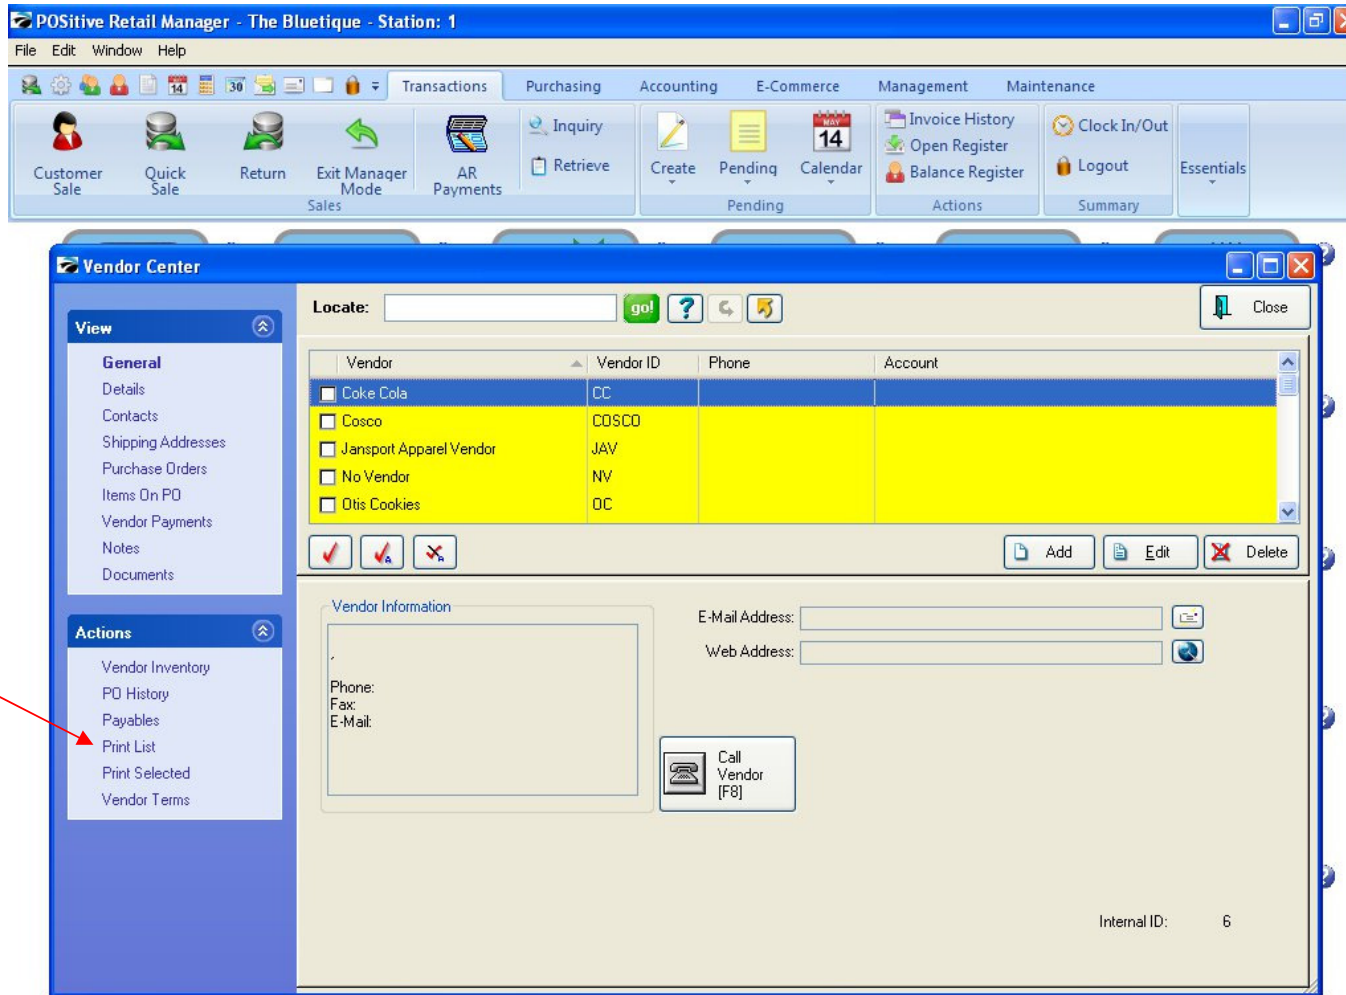 POSitive Retail Manager - The Bluetique - Station: 1
File Edit Window Help
14 30 Transactions Purchasing Accounting E-Commerce Management Maintenance
Customer Sale
Quick Sale
Return
Exit Manager Mode
AR Payments
Inquiry
Retrieve
Sales
Create
Pending
MAY 14
Calendar
Pending
Invoice History
Open Register
Balance Register
Actions
Clock In/Out
Logout
Summary
Essentials
Vendor Center
View
General
Details
Contacts
Shipping Addresses
Purchase Orders
Items On PO
Vendor Payments
Notes
Documents
Actions
Vendor Inventory
PO History
Payables
Print List
Print Selected
Vendor Terms
Locate: go! ? Close
Vendor Vendor ID Phone Account
Coke Cola CC
Cosco COSCO
Jansport Apparel Vendor JAV
No Vendor NV
Otis Cookies OC
Add Edit Delete
Vendor Information
,
Phone:
Fax:
E-Mail:
E-Mail Address:
Web Address:
Call
Vendor
[F8]
Internal ID: 6